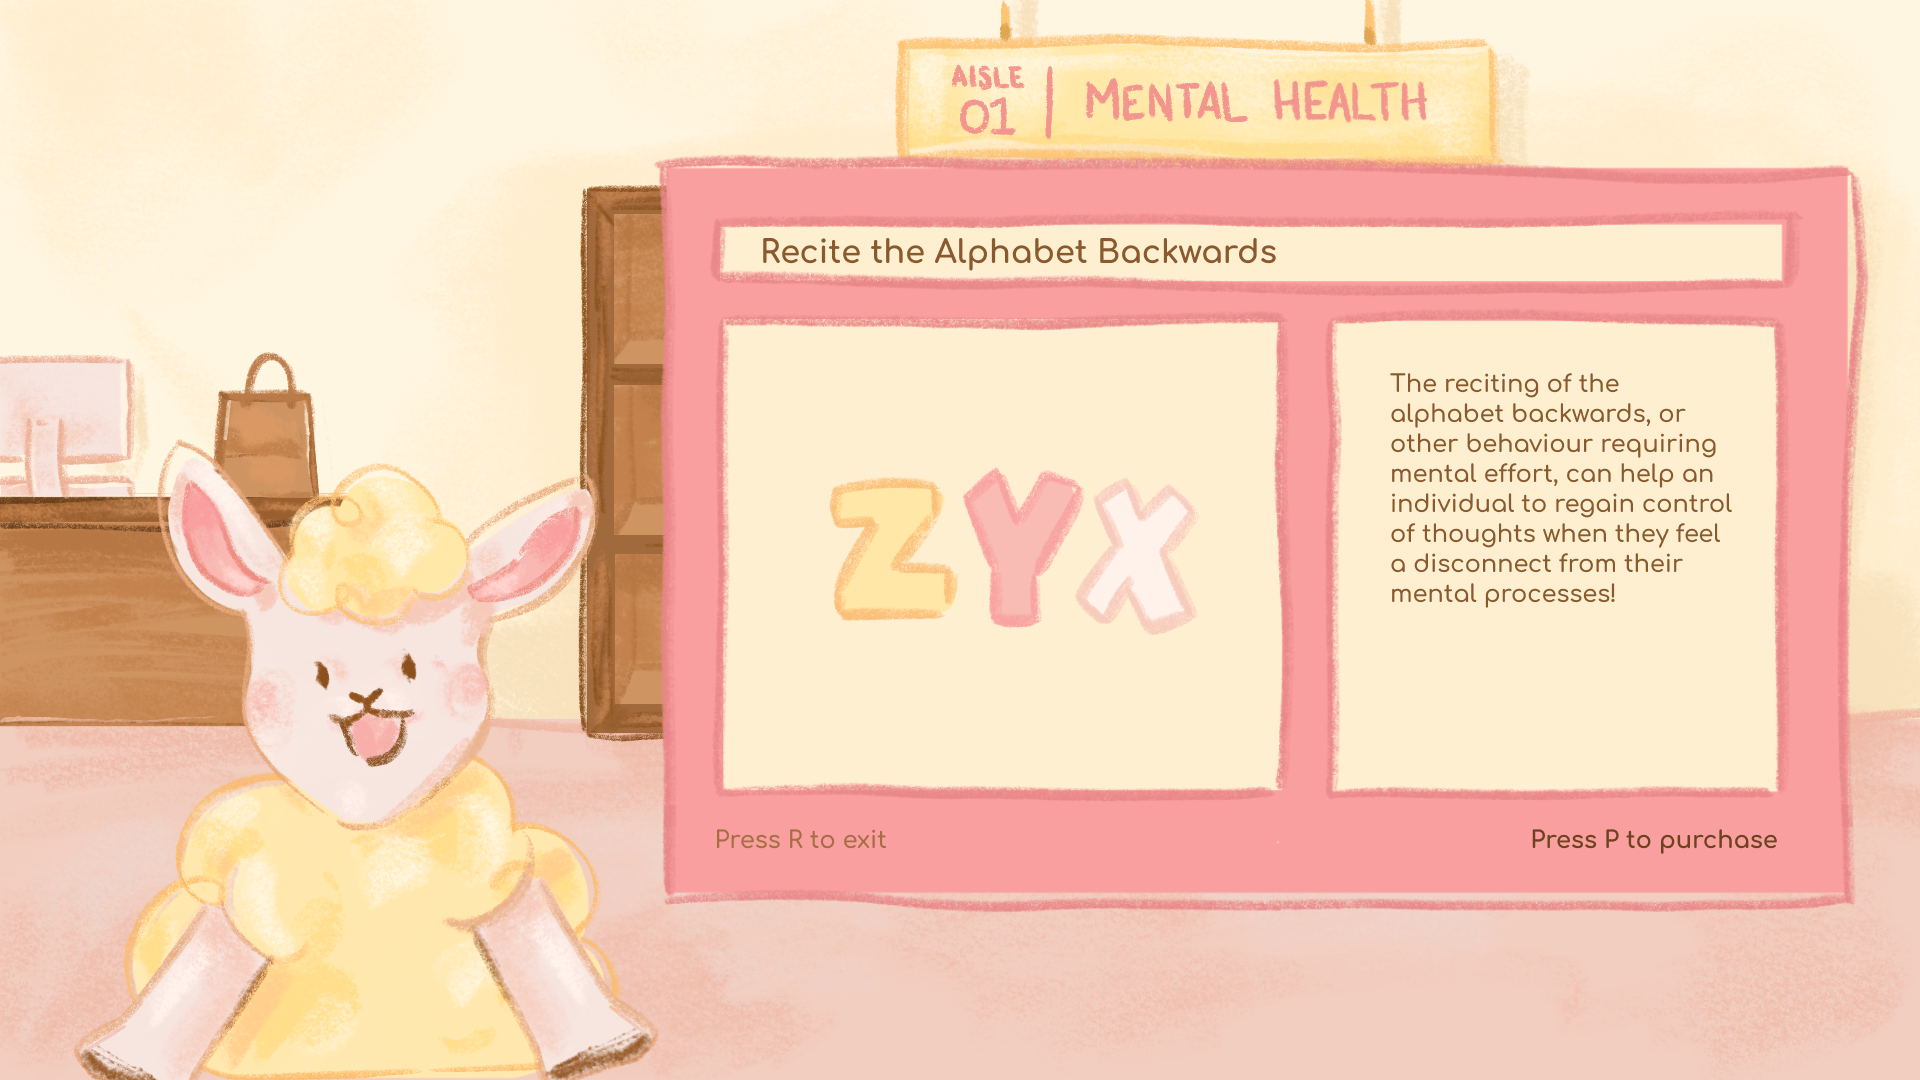 AISLE
01
MENTAL HEALTH
Recite the Alphabet Backwards
ZYX
The reciting of the
alphabet backwards, or
other behaviour requiring
mental effort, can help an
individual to regain control
of thoughts when they feel
a disconnect from their
mental processes!
Press R to exit
Press P to purchase